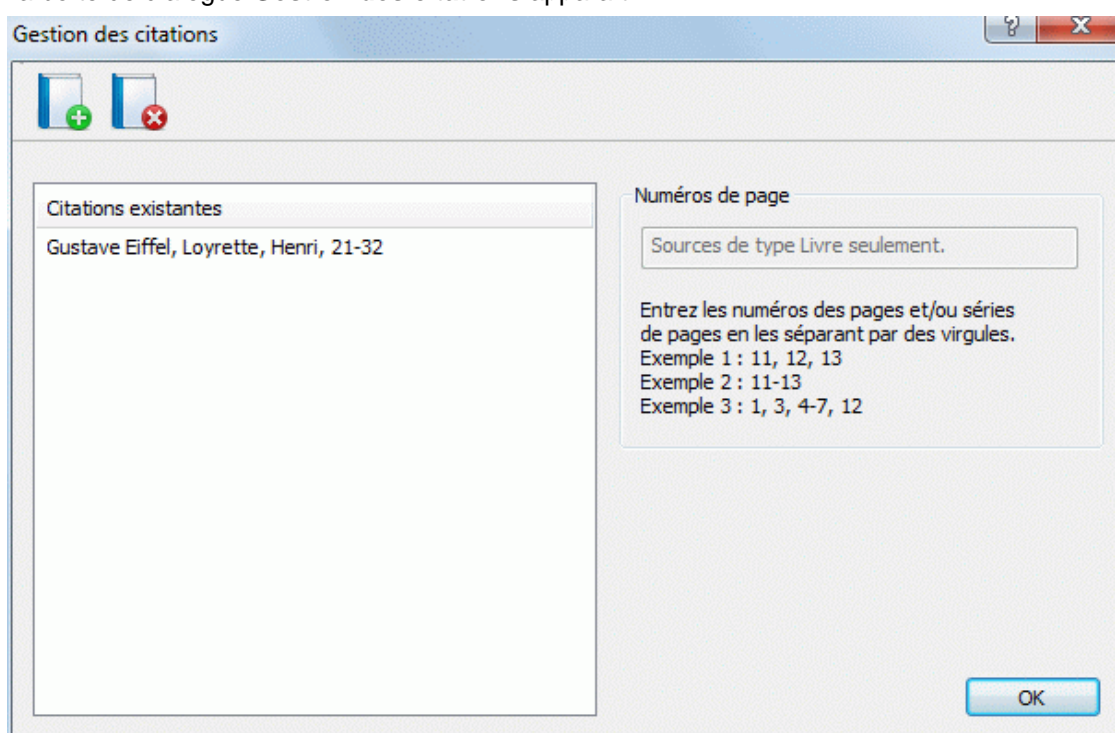 Gestion des citations
Citations existantes
Gustave Eiffel, Loyrette, Henri, 21-32
Numéros de page
Sources de type Livre seulement.
Entrez les numéros des pages et/ou séries
de pages en les séparant par des virgules.
Exemple 1 : 11, 12, 13
Exemple 2 : 11-13
Exemple 3 : 1, 3, 4-7, 12
OK